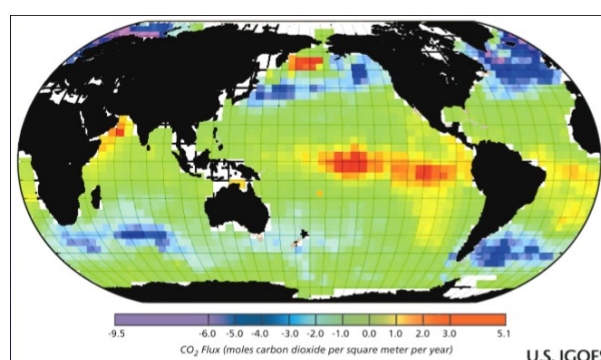 -9.5 -6.0 -5.0 -4.0 -3.0 -2.0 -1.0 0.0 1.0 2.0 3.0 5.1
CO2 Flux (moles carbon dioxide per square meter per year)
U.S. JGOFS